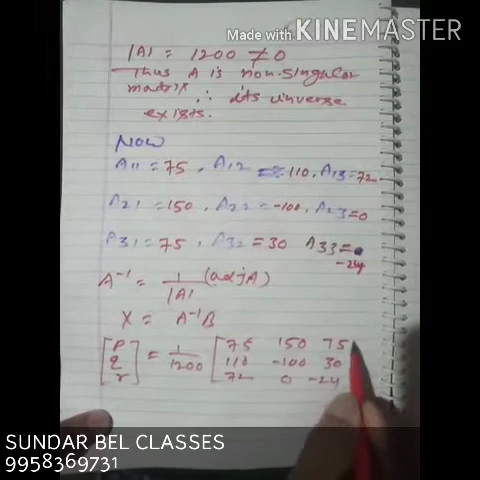 Made with KINEMASTER
|A| = 1200 ≠ 0
Thus A is non-singular
matrix ∴ its inverse
exists.
Now
A11 = 75, A12 = 110, A13 = 72
A21 = 150, A22 = -100, A23 = 0
A31 = 75, A32 = 30 A33 =
-24
A⁻¹ = 1/|A| (adj A)
X = A⁻¹B
[p q r] = 1/1200 [75 150 75
110 -100 30
72 0 -24
SUNDAR BEL CLASSES
9958369731